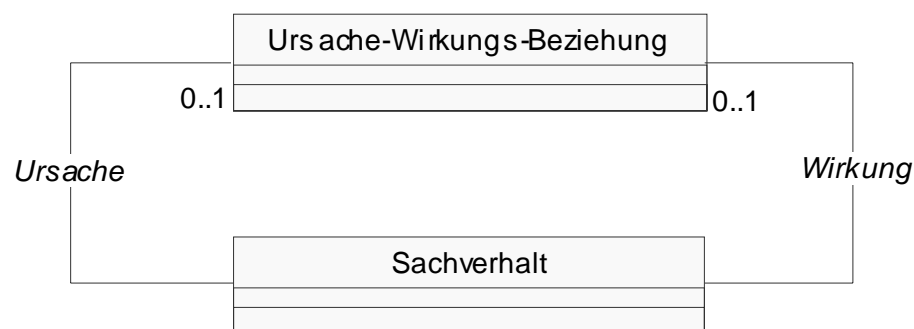 Ursache-Wirkungs-Beziehung
0..1
0..1
Ursache
Wirkung
Sachverhalt